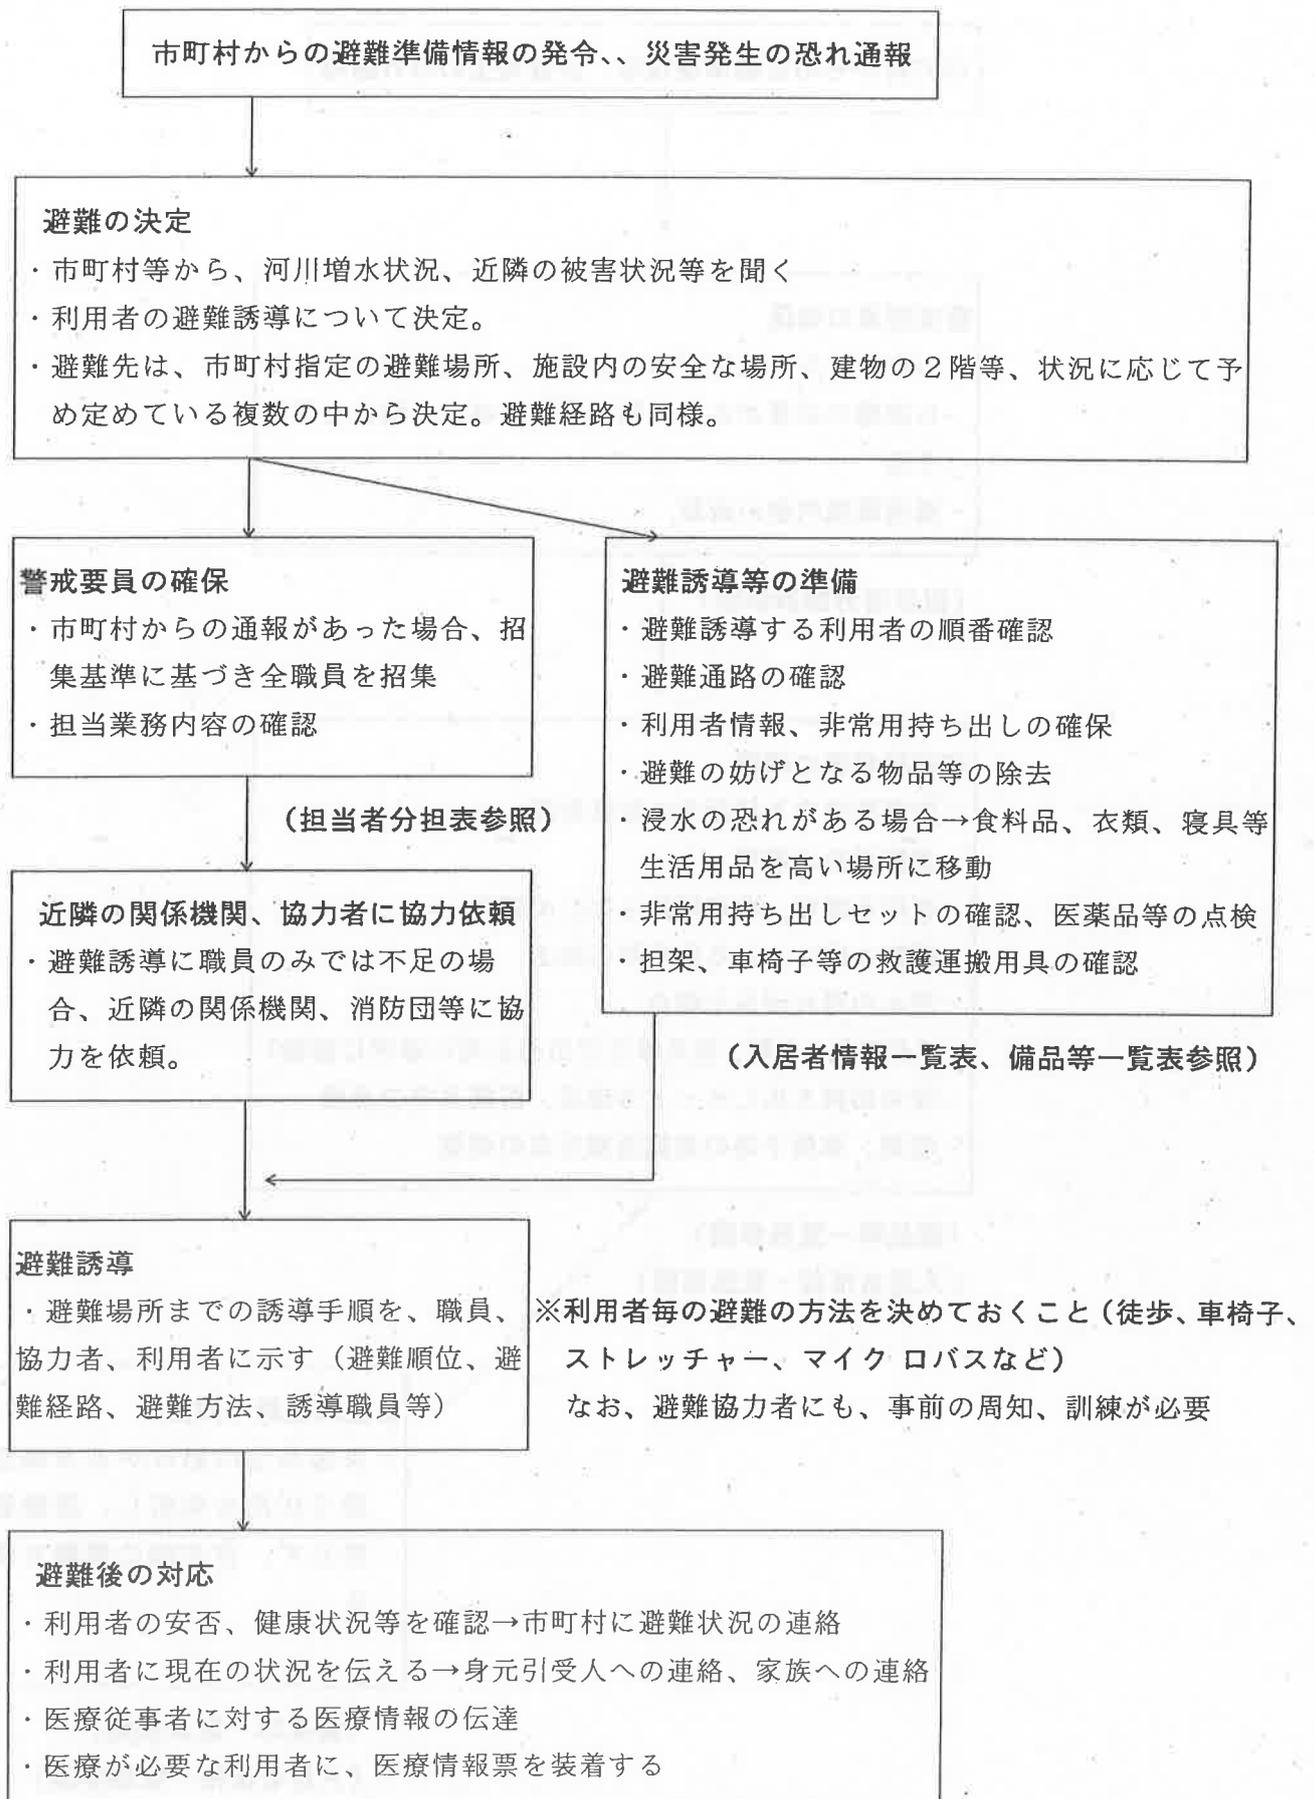 市町村からの避難準備情報の発令、、災害発生の恐れ通報
避難の決定
・市町村等から、河川増水状況、近隣の被害状況等を聞く
・利用者の避難誘導について決定。
・避難先は、市町村指定の避難場所、施設内の安全な場所、建物の２階等、状況に応じて予
め定めている複数の中から決定。避難経路も同様。
警戒要員の確保
・市町村からの通報があった場合、招
集基準に基づき全職員を招集
・担当業務内容の確認
（担当者分担表参照）
近隣の関係機関、協力者に協力依頼
・避難誘導に職員のみでは不足の場
合、近隣の関係機関、消防団等に協
力を依頼。
避難誘導等の準備
・避難誘導する利用者の順番確認
・避難通路の確認
・利用者情報、非常用持ち出しの確保
・避難の妨げとなる物品等の除去
・浸水の恐れがある場合→食料品、衣類、寝具等
生活用品を高い場所に移動
・非常用持ち出しセットの確認、医薬品等の点検
・担架、車椅子等の救護運搬用具の確認
（入居者情報一覧表、備品等一覧表参照）
避難誘導
・避難場所までの誘導手順を、職員、
協力者、利用者に示す（避難順位、避
難経路、避難方法、誘導職員等）
※利用者毎の避難の方法を決めておくこと（徒歩、車椅子、
ストレッチャー、マイク ロバスなど）
なお、避難協力者にも、事前の周知、訓練が必要
避難後の対応
・利用者の安否、健康状況等を確認→市町村に避難状況の連絡
・利用者に現在の状況を伝える→身元引受人への連絡、家族への連絡
・医療従事者に対する医療情報の伝達
・医療が必要な利用者に、医療情報票を装着する